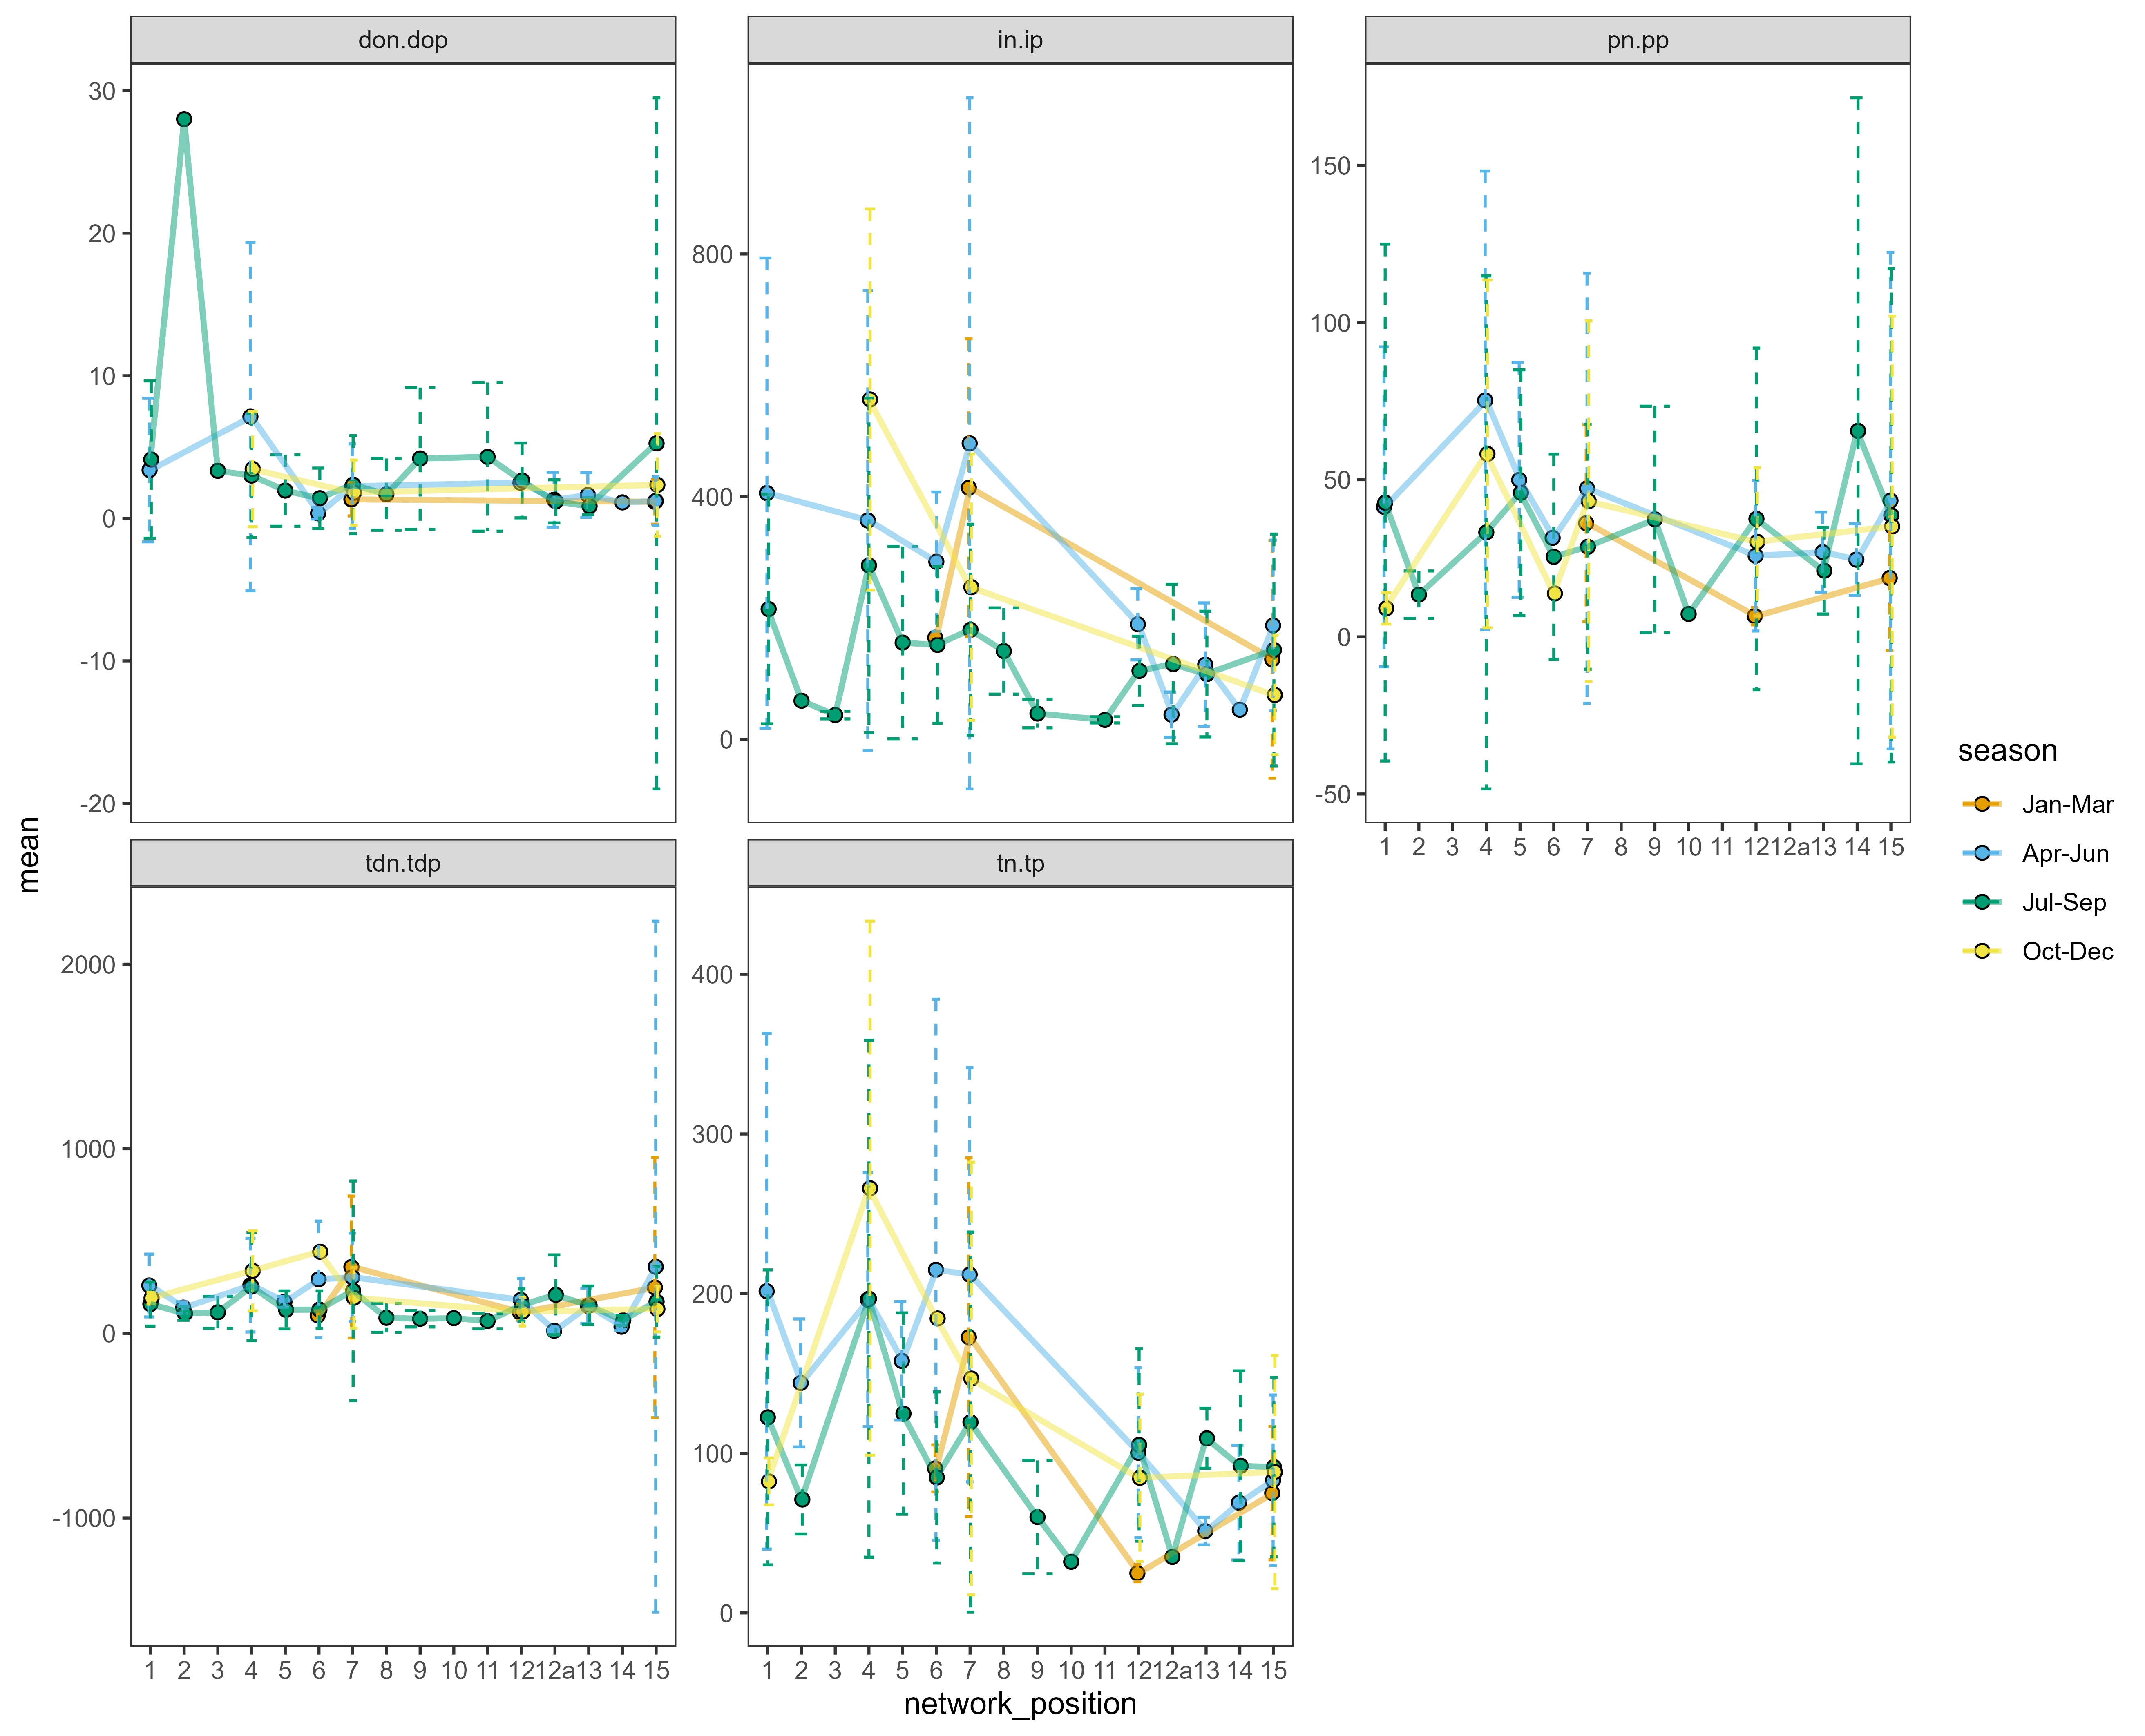 don.dop
in.ip
pn.pp
30
20
10
0
-10
-20
800
400
0
150
100
50
0
-50
1 2 3 4 5 6 7 8 9 10 11 12 12a 13 14 15
mean
season
Jan-Mar
Apr-Jun
Jul-Sep
Oct-Dec
tdn.tdp
tn.tp
2000
1000
0
-1000
400
300
200
100
0
1 2 3 4 5 6 7 8 9 10 11 12 12a 13 14 15
1 2 3 4 5 6 7 8 9 10 11 12 12a 13 14 15
network_position